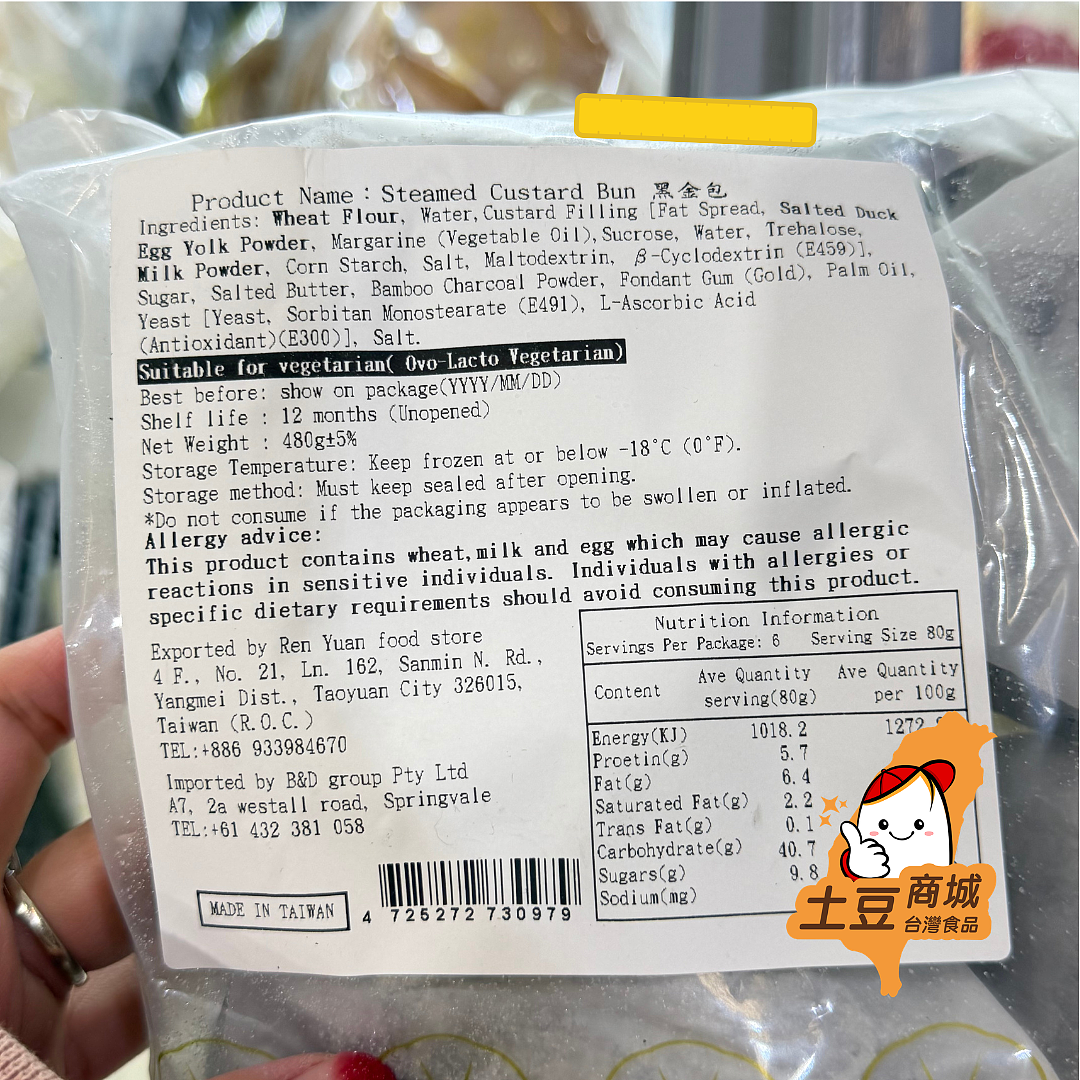 Product Name : Steamed Custard Bun 黑金包
Ingredients: Wheat Flour, Water, Custard Filling [Fat Spread, Salted Duck
Egg Yolk Powder, Margarine (Vegetable Oil), Sucrose, Water, Trehalose,
Milk Powder, Corn Starch, Salt, Maltodextrin, β-Cyclodextrin (E459)],
Sugar, Salted Butter, Bamboo Charcoal Powder, Fondant Gum (Gold), Palm Oil,
Yeast [Yeast, Sorbitan Monostearate (E491), L-Ascorbic Acid
(Antioxidant)(E300)], Salt.
Suitable for vegetarian( Ovo-Lacto Vegetarian)
Best before: show on package(YYYY/MM/DD)
Shelf life : 12 months (Unopened)
Net Weight : 480g±5%
Storage Temperature: Keep frozen at or below -18°C (0°F).
Storage method: Must keep sealed after opening.
*Do not consume if the packaging appears to be swollen or inflated.
Allergy advice:
This product contains wheat, milk and egg which may cause allergic
reactions in sensitive individuals. Individuals with allergies or
specific dietary requirements should avoid consuming this product.
Exported by Ren Yuan food store
4 F., No. 21, Ln. 162, Sanmin N. Rd.,
Yangmei Dist., Taoyuan City 326015,
Taiwan (R.O.C.)
TEL:+886 933984670
Imported by B&D group Pty Ltd
A7, 2a westall road, Springvale
TEL:+61 432 381 058
MADE IN TAIWAN
4 725272 730979
Nutrition Information
Servings Per Package: 6 Serving Size 80g
Content Ave Quantity serving(80g) Ave Quantity per 100g
Energy(KJ) 1018.2 1272.
Proetin(g) 5.7
Fat(g) 6.4
Saturated Fat(g) 2.2
Trans Fat(g) 0.1
Carbohydrate(g) 40.7
Sugars(g) 9.8
Sodium(mg)
土豆商城
台灣食品